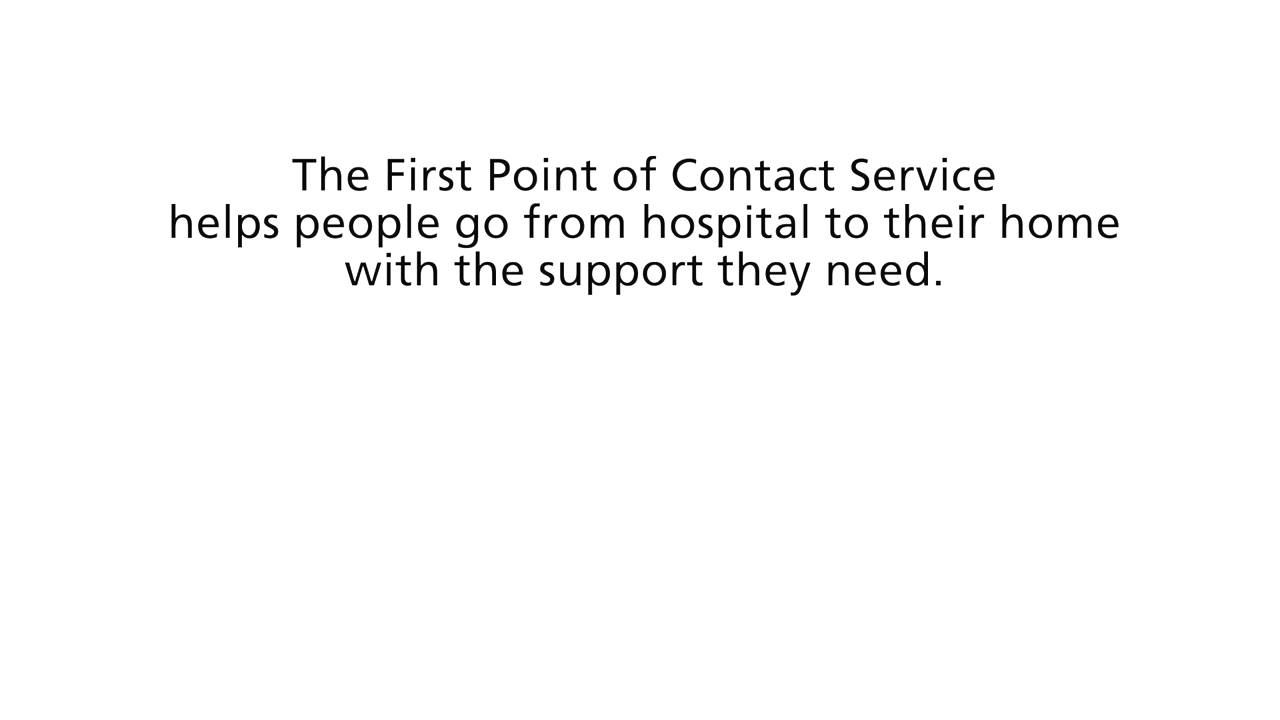 The First Point of Contact Service
helps people go from hospital to their home
with the support they need.